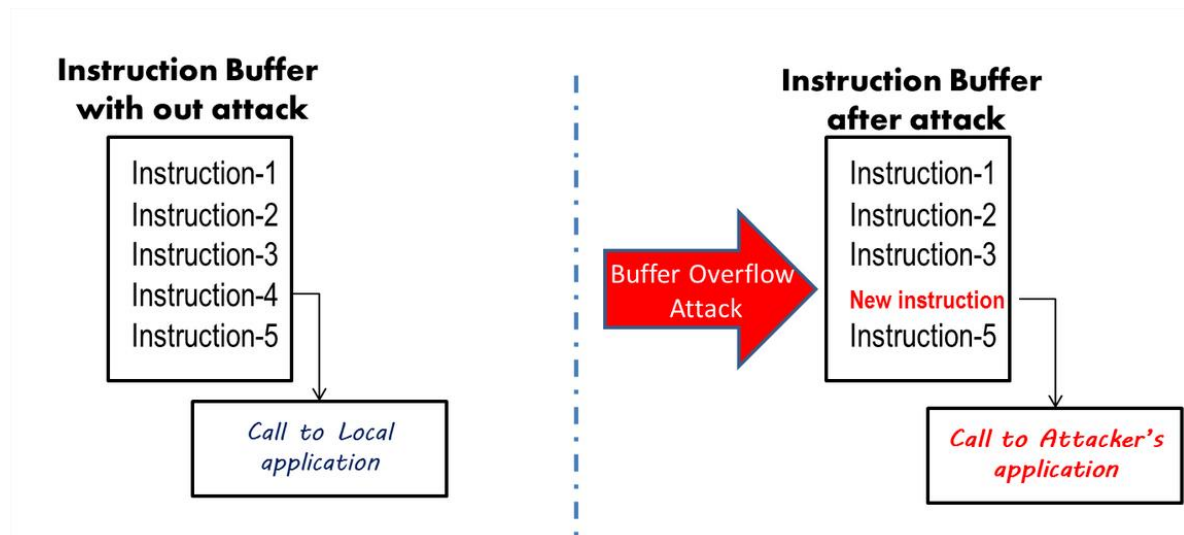 Instruction Buffer
with out attack
Instruction-1
Instruction-2
Instruction-3
Instruction-4
Instruction-5
Call to Local
application
Buffer Overflow
Attack
Instruction Buffer
after attack
Instruction-1
Instruction-2
Instruction-3
New instruction
Instruction-5
Call to Attacker's
application